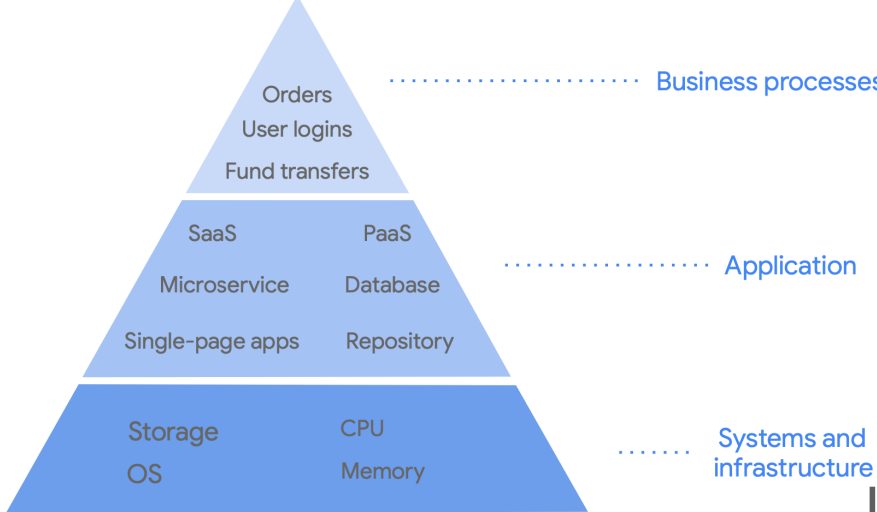 Orders
Business processes
User logins
Fund transfers
SaaS PaaS
Application
Microservice Database
Single-page apps Repository
Storage CPU
OS Memory
Systems and
infrastructure